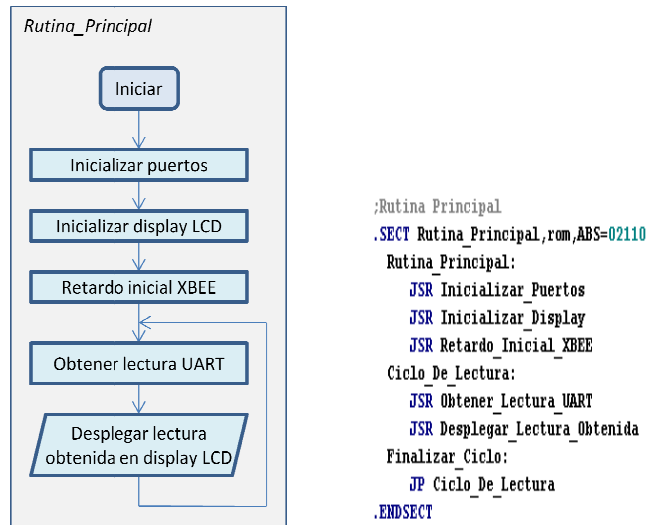 Rutina_Principal
Iniciar
Inicializar puertos
Inicializar display LCD
Retardo inicial XBEE
Obtener lectura UART
Desplegar lectura
obtenida en display LCD
;Rutina Principal
.SECT Rutina_Principal,rom,ABS=02110
Rutina_Principal:
JSR Inicializar_Puertos
JSR Inicializar_Display
JSR Retardo_Inicial_XBEE
Ciclo_De_Lectura:
JSR Obtener_Lectura_UART
JSR Desplegar_Lectura_Obtenida
Finalizar_Ciclo:
JP Ciclo_De_Lectura
.ENDSECT